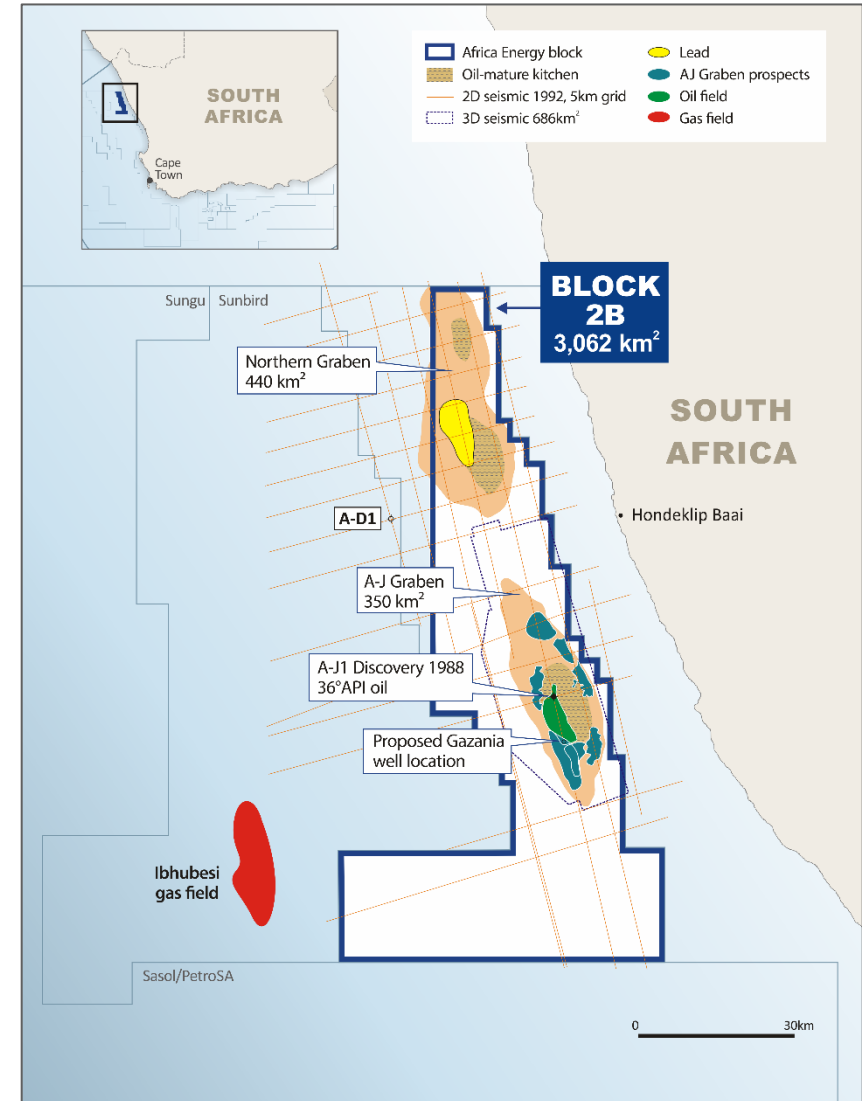 SOUTH
AFRICA
Cape
Town
Africa Energy block
Oil-mature kitchen
2D seismic 1992, 5km grid
3D seismic 686km²
Lead
AJ Graben prospects
Oil field
Gas field
Sungu
Sunbird
BLOCK
2B
3,062 km²
Northern Graben
440 km²
SOUTH
AFRICA
A-D1
Hondeklip Baai
A-J Graben
350 km²
A-J1 Discovery 1988
36°API oil
Proposed Gazania
well location
Ibhubesi
gas field
Sasol/PetroSA
0
30km